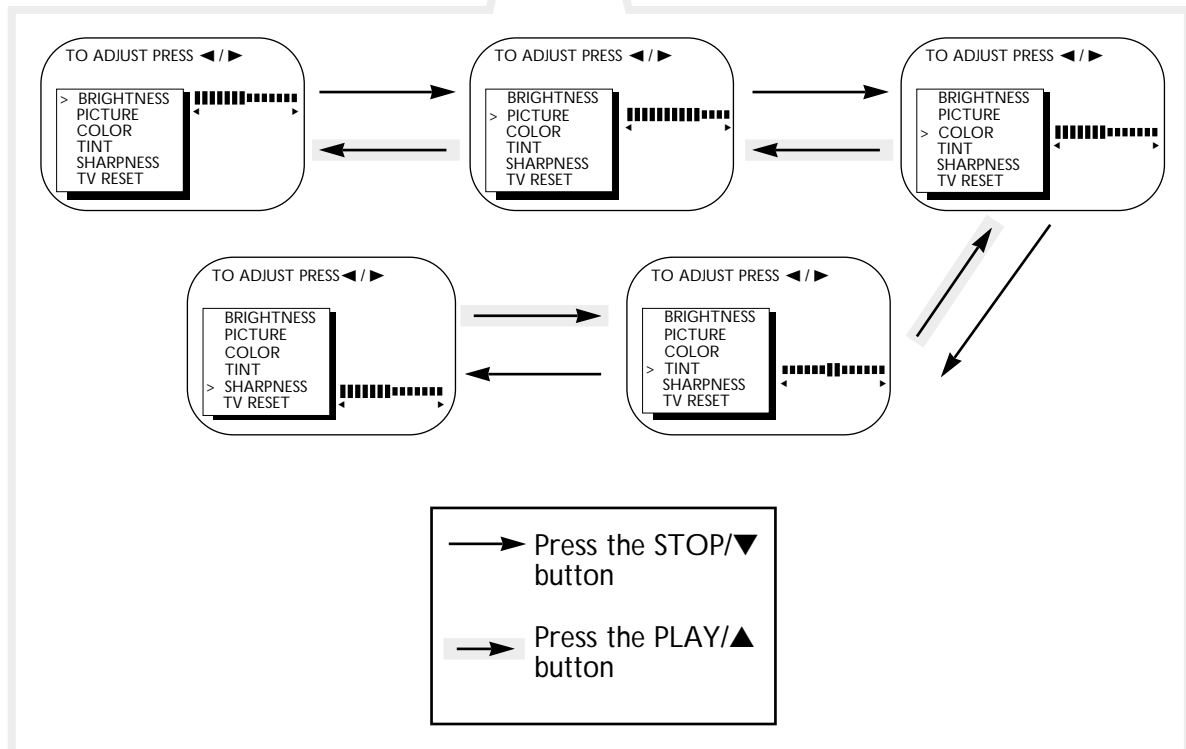 TO ADJUST PRESS ◄ / ►
> BRIGHTNESS
PICTURE
COLOR
TINT
SHARPNESS
TV RESET
TO ADJUST PRESS ◄ / ►
BRIGHTNESS
> PICTURE
COLOR
TINT
SHARPNESS
TV RESET
TO ADJUST PRESS ◄ / ►
BRIGHTNESS
PICTURE
> COLOR
TINT
SHARPNESS
TV RESET
TO ADJUST PRESS◄ / ►
BRIGHTNESS
PICTURE
COLOR
TINT
> SHARPNESS
TV RESET
TO ADJUST PRESS ◄ / ►
BRIGHTNESS
PICTURE
COLOR
> TINT
SHARPNESS
TV RESET
Press the STOP/▼
button
Press the PLAY/▲
button